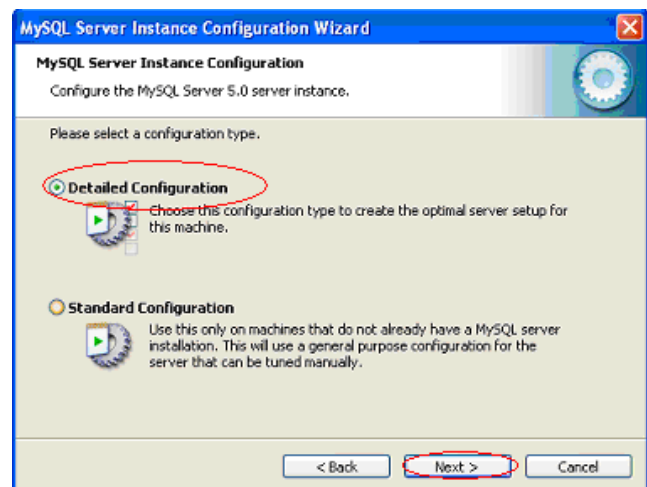 MySQL Server Instance Configuration Wizard
MySQL Server Instance Configuration
Configure the MySQL Server 5.0 server instance.
Please select a configuration type.
Detailed Configuration
Choose this configuration type to create the optimal server setup for
this machine.
Standard Configuration
Use this only on machines that do not already have a MySQL server
installation. This will use a general purpose configuration for the
server that can be tuned manually.
< Back Next > Cancel